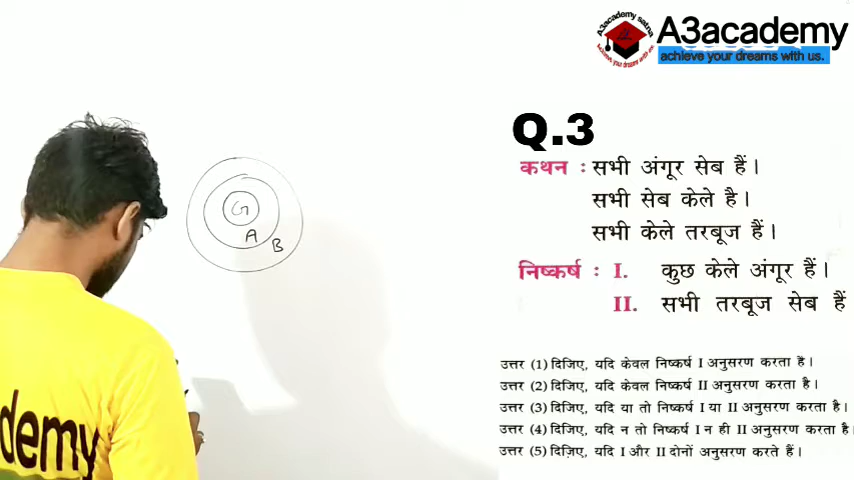 A3academy satna
A3academy
achieve your dreams with us.
Q.3
कथन : सभी अंगूर सेब हैं।
सभी सेब केले है।
सभी केले तरबूज हैं।
निष्कर्ष : I. कुछ केले अंगूर हैं।
II. सभी तरबूज सेब हैं
उत्तर (1) दिजिए, यदि केवल निष्कर्ष I अनुसरण करता है।
उत्तर (2) दिजिए, यदि केवल निष्कर्ष II अनुसरण करता है।
उत्तर (3) दिजिए, यदि या तो निष्कर्ष I या II अनुसरण करता है।
उत्तर (4) दिजिए, यदि न तो निष्कर्ष I न ही II अनुसरण करता है।
उत्तर (5) दिज़िए, यदि I और II दोनों अनुसरण करते हैं।
G
A
B
demy